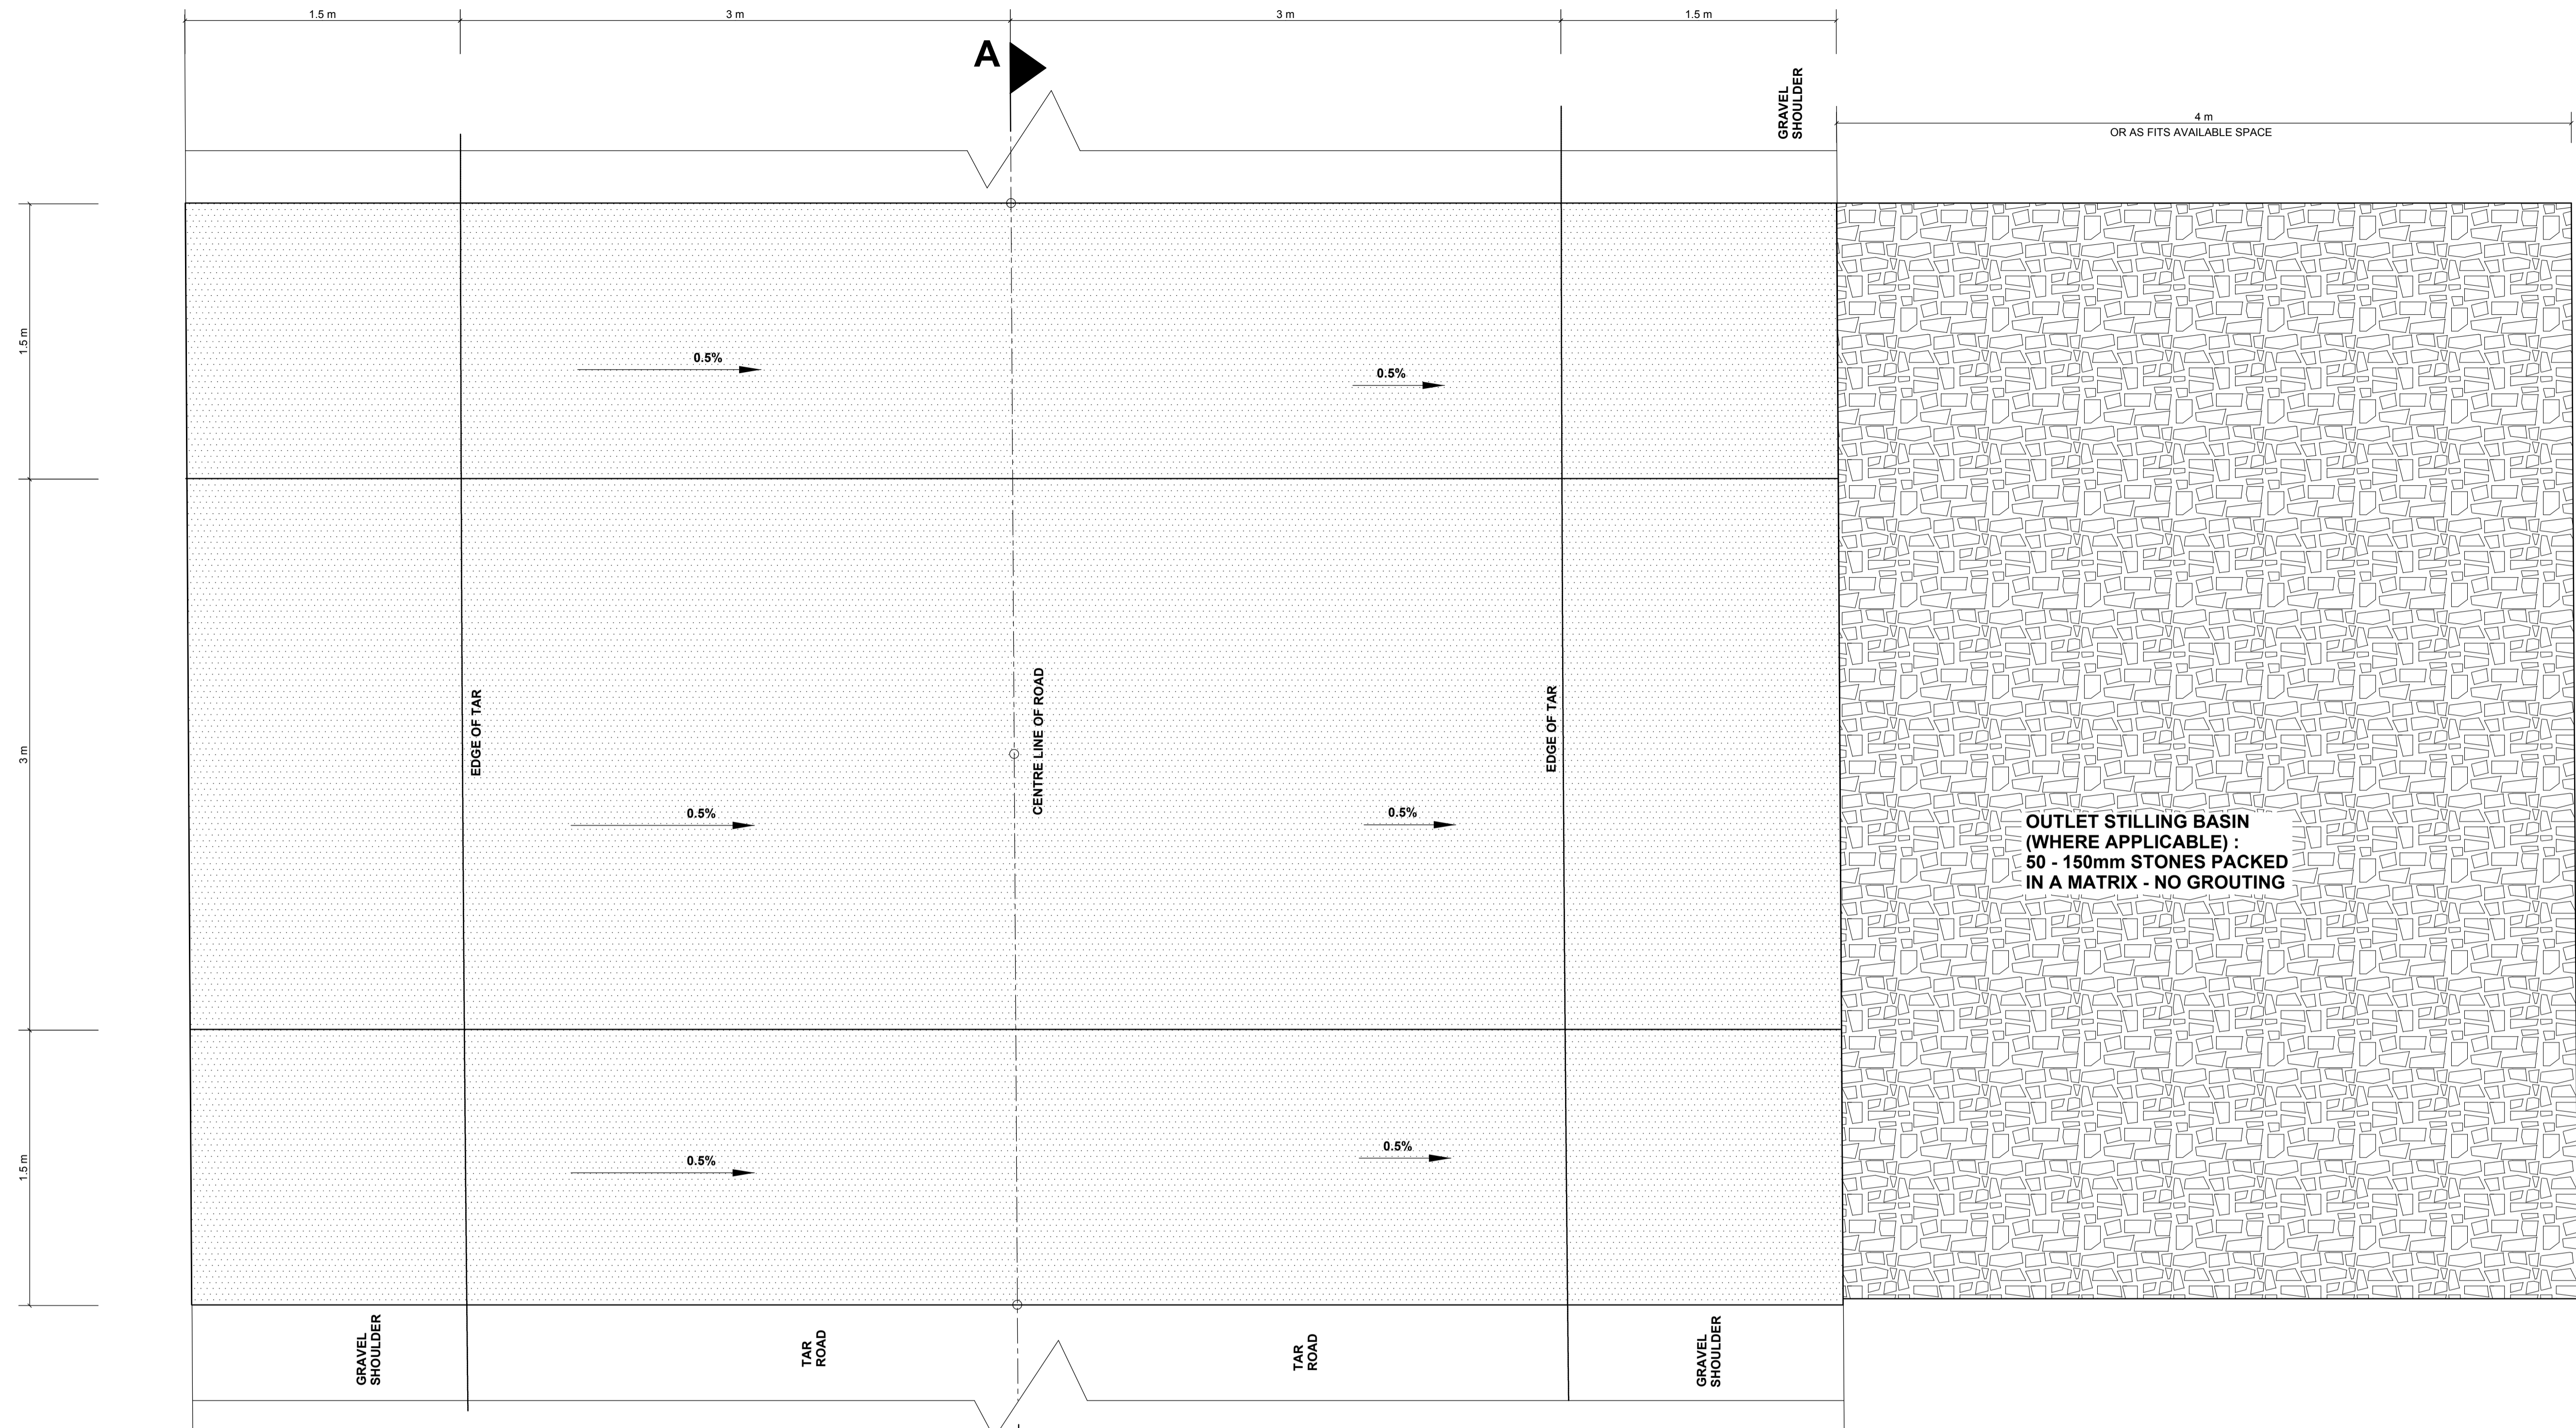 1.5 m
3 m
3 m
1.5 m
A
GRAVEL
SHOULDER
4 m
OR AS FITS AVAILABLE SPACE
1.5 m
0.5%
0.5%
3 m
EDGE OF TAR
CENTRE LINE OF ROAD
EDGE OF TAR
0.5%
0.5%
OUTLET STILLING BASIN
(WHERE APPLICABLE) :
50 - 150mm STONES PACKED
IN A MATRIX - NO GROUTING
1.5 m
0.5%
0.5%
GRAVEL
SHOULDER
TAR
ROAD
TAR
ROAD
GRAVEL
SHOULDER